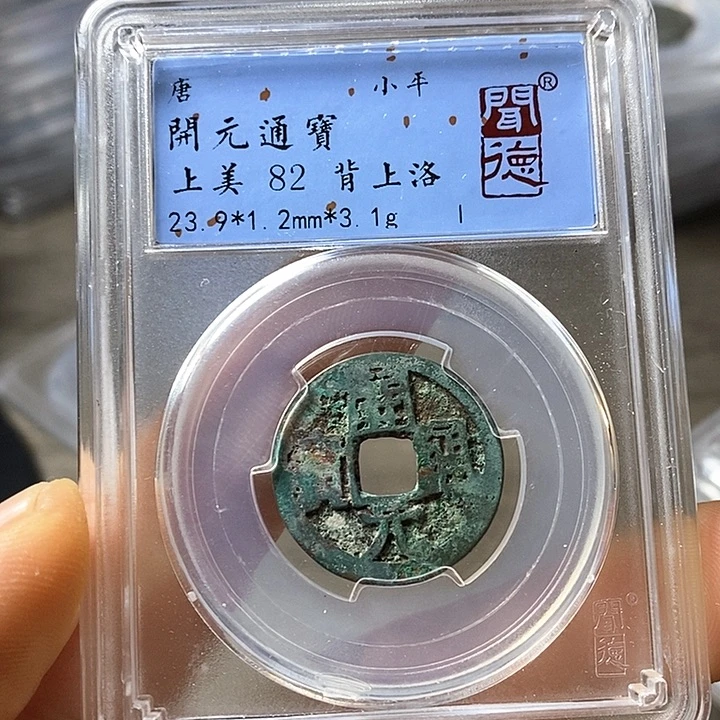 唐 小平
開元通寶
上美 82 背上洛
23.9*1.2mm*3.1g
聞德®
開元通寶
聞德®